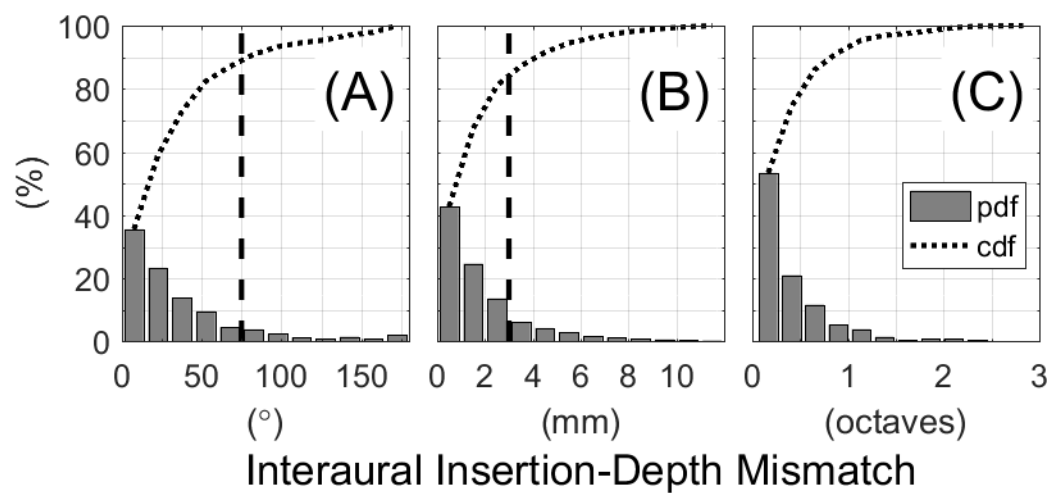 100
80
60
40
20
0
(%)
(A)
(B)
(C)
pdf
cdf
0 50 100 150
0 2 4 6 8 10
0 1 2 3
(°)
(mm)
(octaves)
Interaural Insertion-Depth Mismatch